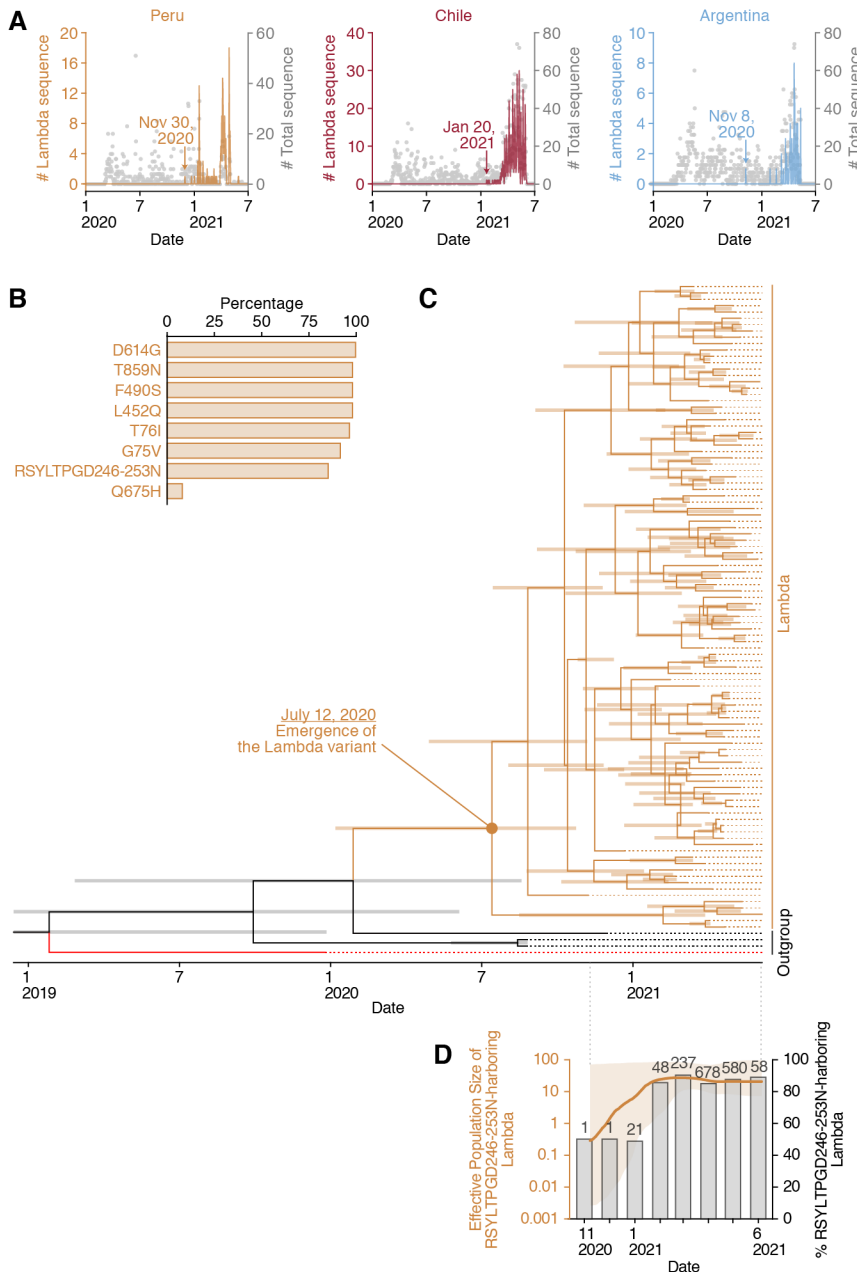 A
Peru
# Lambda sequence
20
16
12
8
4
0
Nov 30,
2020
60
40
20
0
# Total sequence
1
7
1
7
2020
2021
Date
Chile
# Lambda sequence
40
30
20
10
0
Jan 20,
2021
80
60
40
20
0
# Total sequence
1
7
1
7
2020
2021
Date
Argentina
# Lambda sequence
10
8
6
4
2
0
Nov 8,
2020
80
60
40
20
0
# Total sequence
1
7
1
7
2020
2021
Date
B
Percentage
0 25 50 75 100
D614G
T859N
F490S
L452Q
T76I
G75V
RSYLTPGD246-253N
Q675H
C
July 12, 2020
Emergence of
the Lambda variant
Lambda
Outgroup
1
7
1
7
1
2019
2020
2021
Date
D
Effective Population Size of
RSYLTPGD246-253N-harboring
Lambda
100
10
1
0.1
0.01
0.001
1 1 21 48 237 678 580 58
100
80
60
40
20
0
% RSYLTPGD246-253N-harboring
Lambda
11
1
6
2020
2021
2021
Date